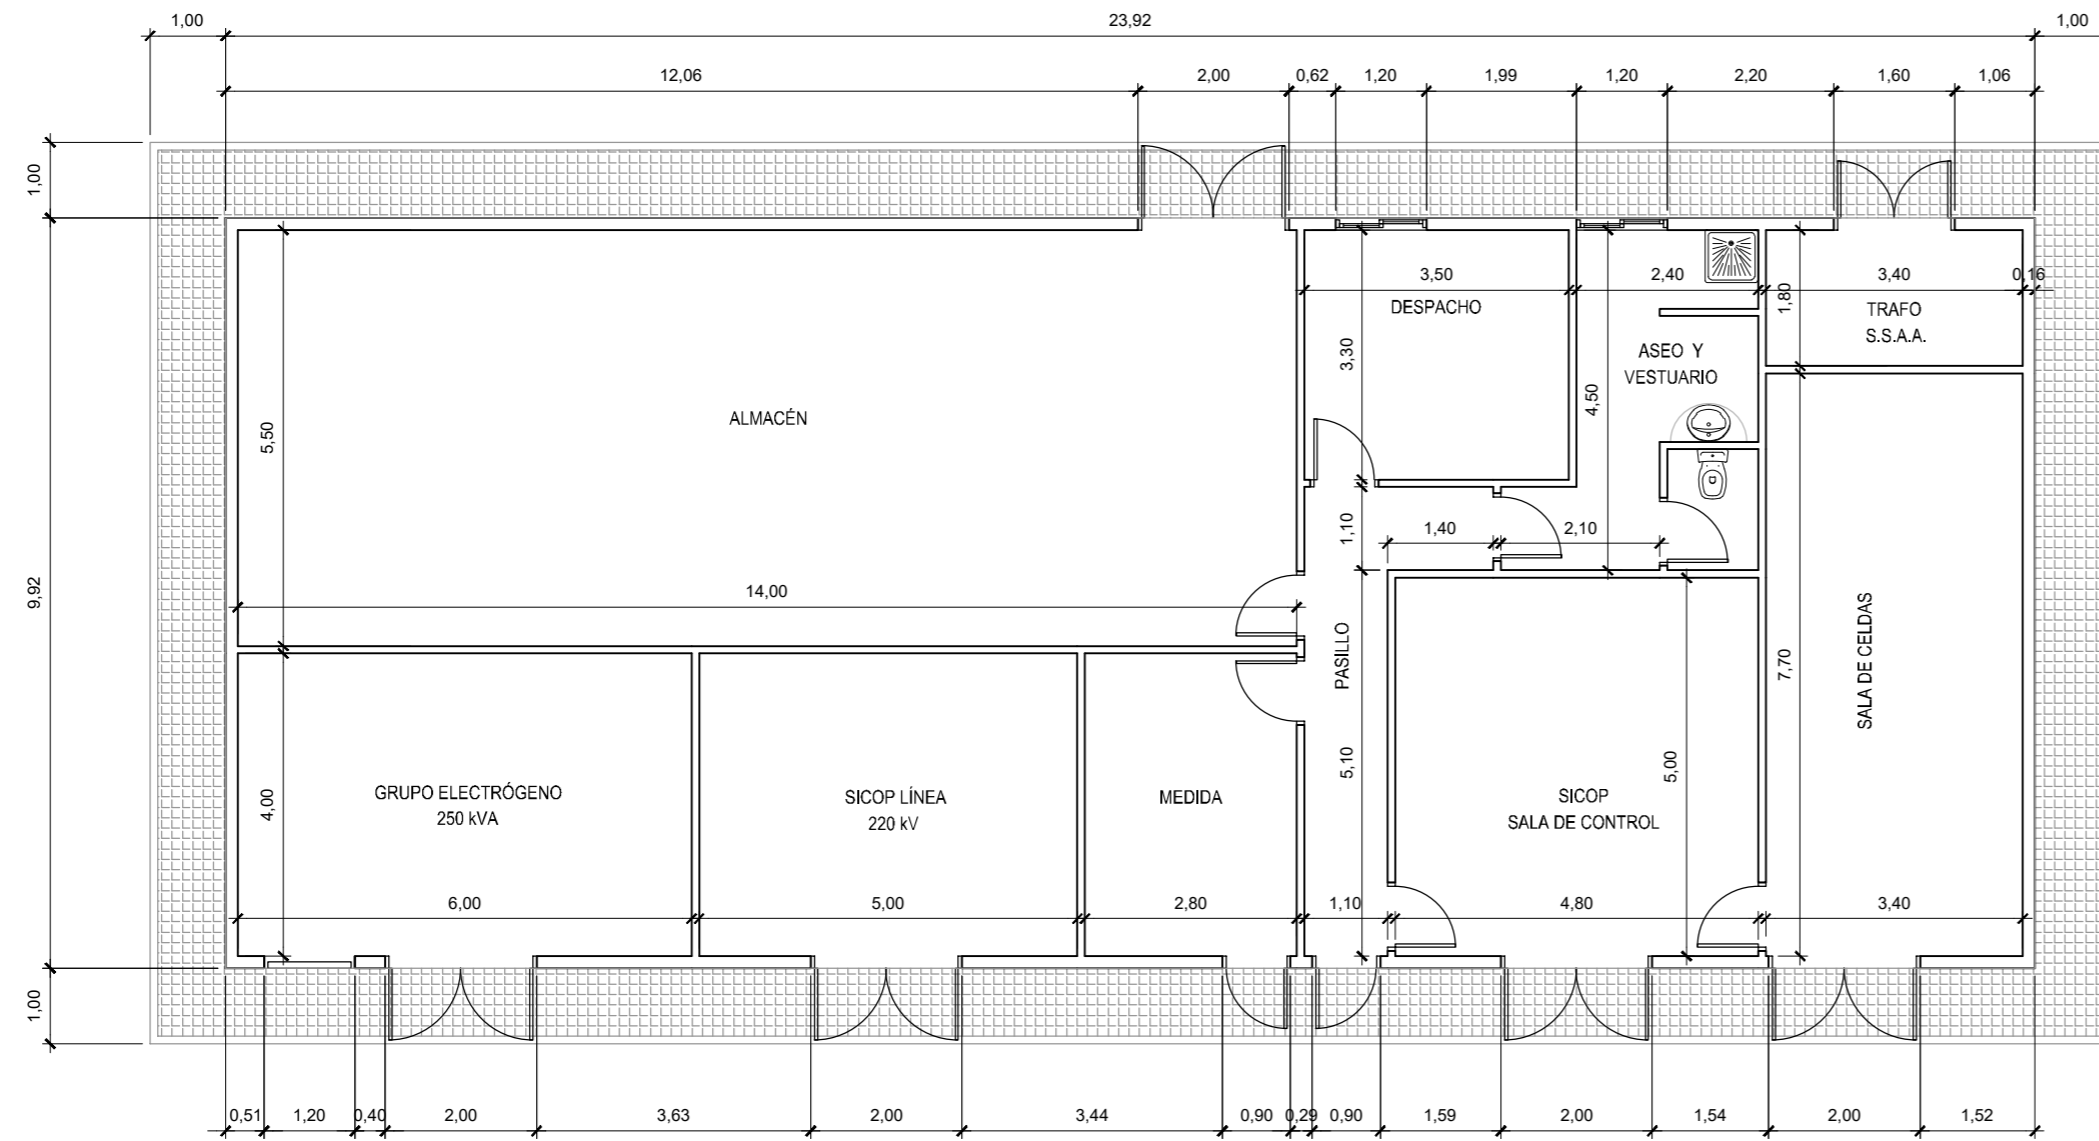 1,00 23,92 1,00
12,06 2,00 0,62 1,20 1,99 1,20 2,20 1,60 1,06
1,00
3,50 2,40 3,40 0,16
1,80
DESPACHO
TRAFO
S.S.A.A.
3,30
ASEO Y
VESTUARIO
4,50
ALMACÉN
5,50
1,10
1,40 2,10
9,92
14,00
PASILLO
SALA DE CELDAS
7,70
5,10
5,00
4,00
GRUPO ELECTRÓGENO
250 kVA
SICOP LÍNEA
220 kV
MEDIDA
SICOP
SALA DE CONTROL
6,00 5,00 2,80 1,10 4,80 3,40
1,00
0,51 1,20 0,40 2,00 3,63 2,00 3,44 0,90 0,29 0,90 1,59 2,00 1,54 2,00 1,52